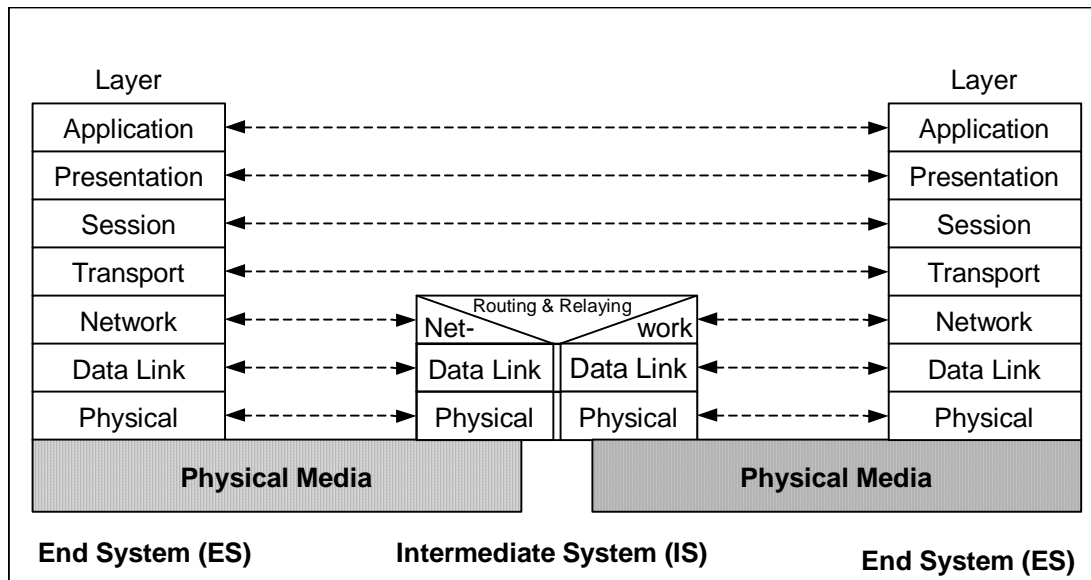 Layer
Layer
Application
Application
Presentation
Presentation
Session
Session
Transport
Transport
Routing & Relaying
Network
Net-
work
Network
Data Link
Data Link
Data Link
Data Link
Physical
Physical
Physical
Physical
Physical Media
Physical Media
End System (ES)
Intermediate System (IS)
End System (ES)